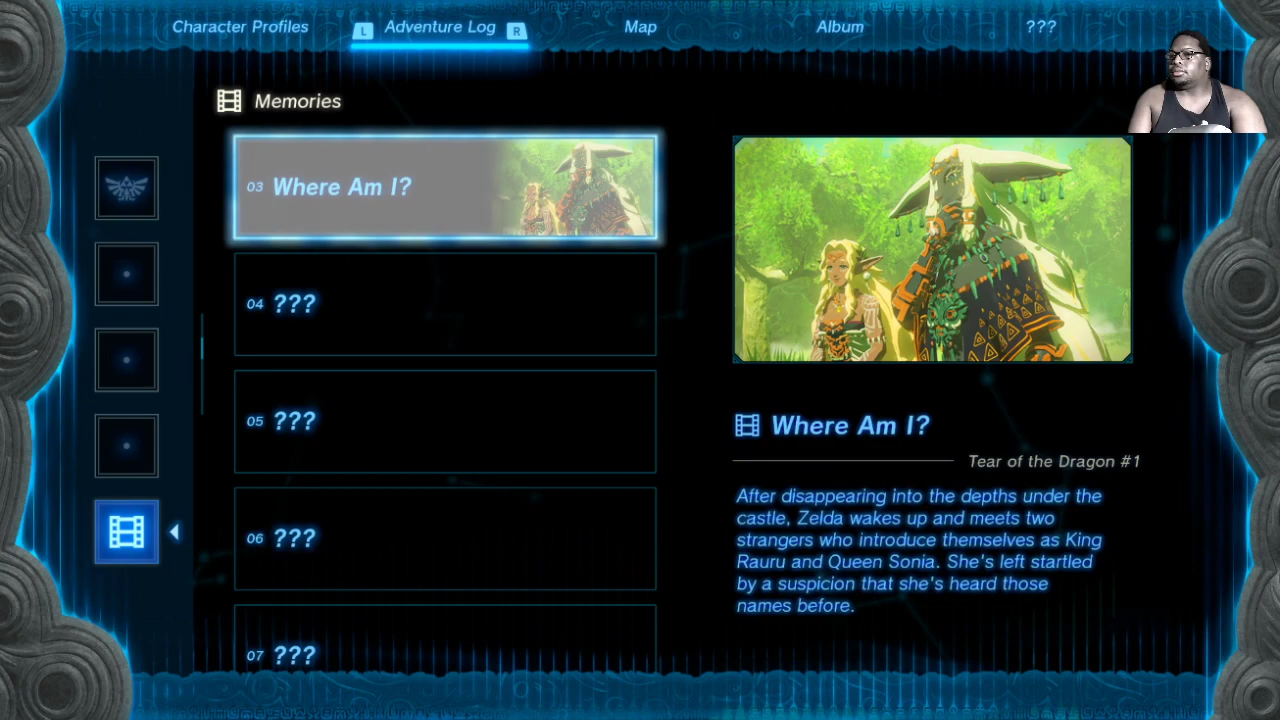 Character Profiles
L Adventure Log R
Map
Album
???
Memories
03 Where Am I?
04 ???
05 ???
06 ???
07 ???
Where Am I?
Tear of the Dragon #1
After disappearing into the depths under the
castle, Zelda wakes up and meets two
strangers who introduce themselves as King
Rauru and Queen Sonia. She's left startled
by a suspicion that she's heard those
names before.